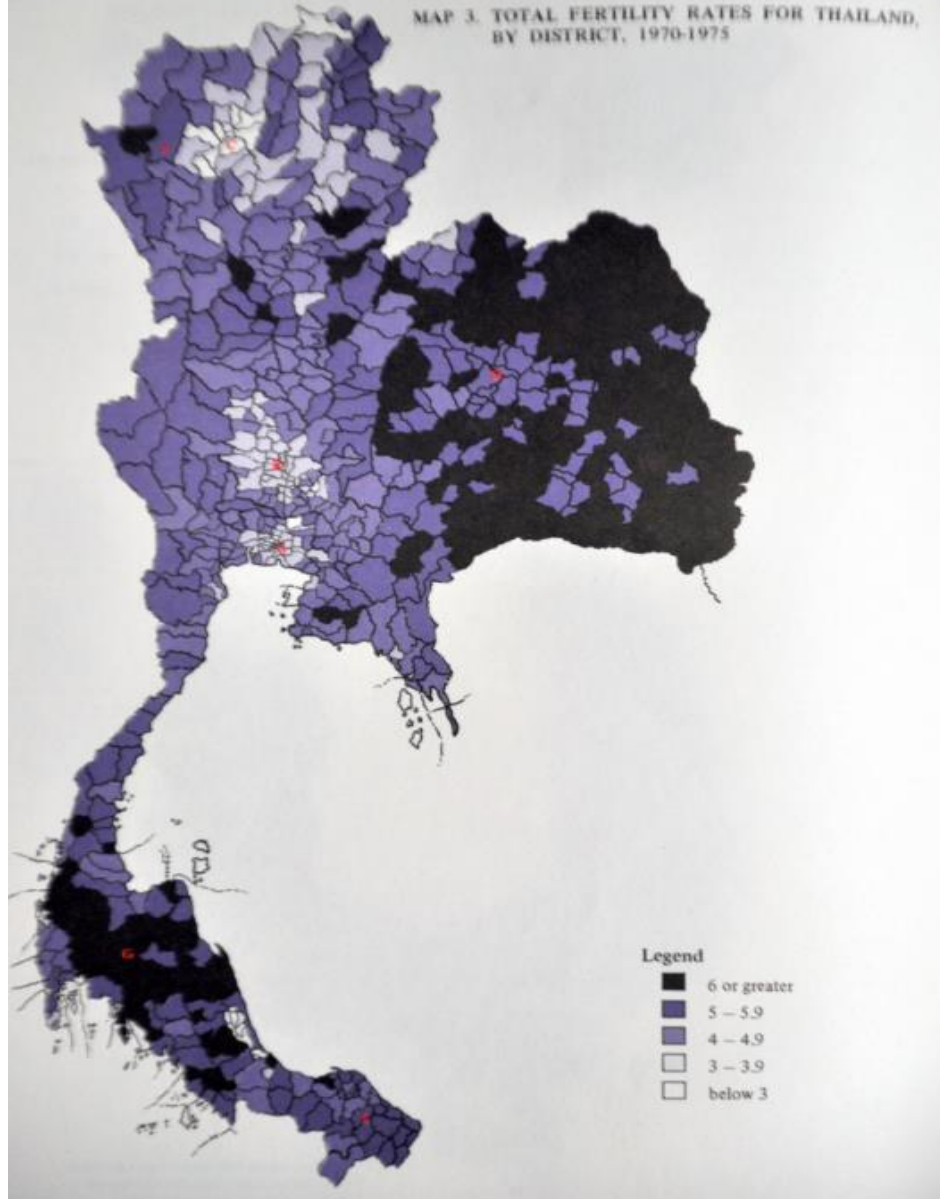 MAP 3. TOTAL FERTILITY RATES FOR THAILAND,
BY DISTRICT, 1970-1975
Legend
6 or greater
5 – 5.9
4 – 4.9
3 – 3.9
below 3